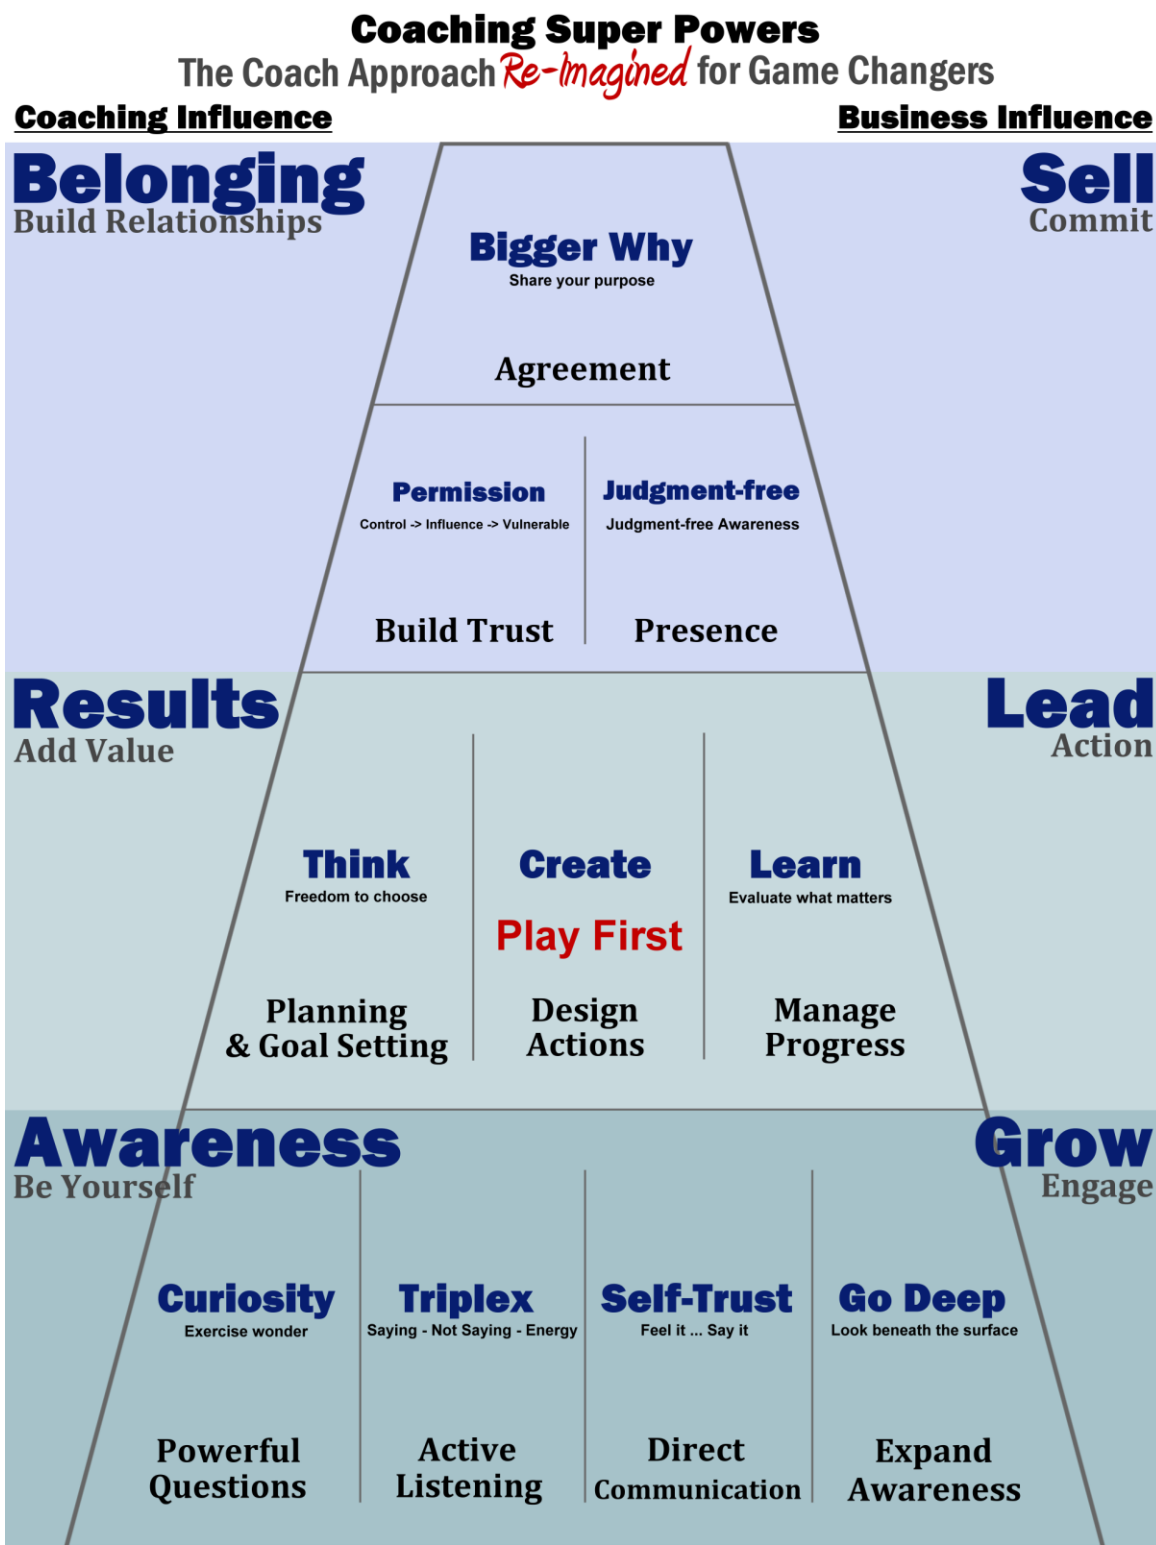 Coaching Super Powers
The Coach Approach Re-Imagined for Game Changers
Coaching Influence
Business Influence
Belonging
Build Relationships
Sell
Commit
Bigger Why
Share your purpose
Agreement
Permission
Control -> Influence -> Vulnerable
Build Trust
Judgment-free
Judgment-free Awareness
Presence
Results
Add Value
Lead
Action
Think
Freedom to choose
Planning
& Goal Setting
Create
Play First
Design
Actions
Learn
Evaluate what matters
Manage
Progress
Awareness
Be Yourself
Grow
Engage
Curiosity
Exercise wonder
Powerful
Questions
Triplex
Saying - Not Saying - Energy
Active
Listening
Self-Trust
Feel it ... Say it
Direct
Communication
Go Deep
Look beneath the surface
Expand
Awareness